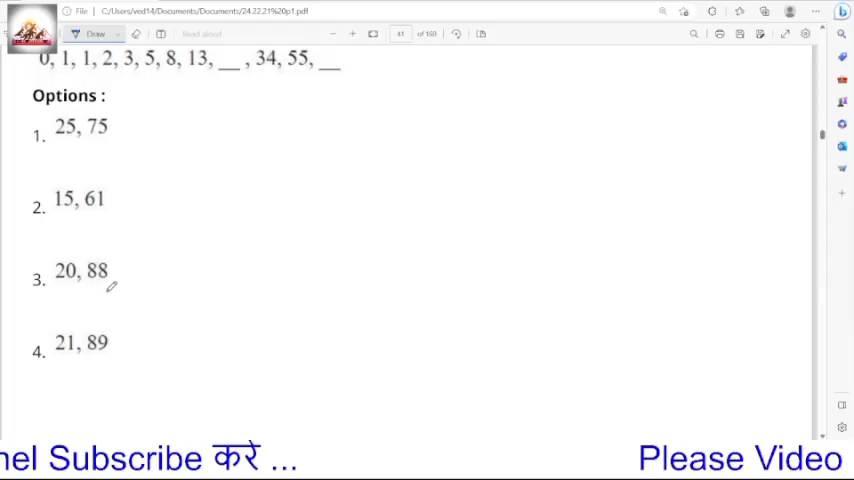 File | C:/Users/ved14/Documents/Documents/24.22.21%20p1.pdf
Draw Read aloud 41 of 160
0, 1, 1, 2, 3, 5, 8, 13, __ , 34, 55, __
Options :
1. 25, 75
2. 15, 61
3. 20, 88
4. 21, 89
nel Subscribe करे ... Please Video